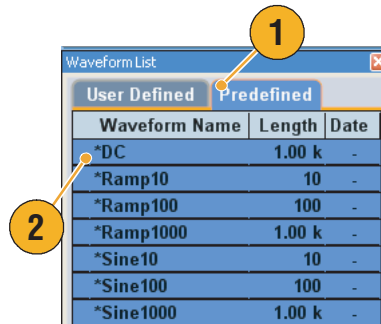 1
Waveform List
User Defined Predefined
Waveform Name Length Date
*DC 1.00 k -
*Ramp10 10 -
*Ramp100 100 -
*Ramp1000 1.00 k -
*Sine10 10 -
*Sine100 100 -
*Sine1000 1.00 k -
2